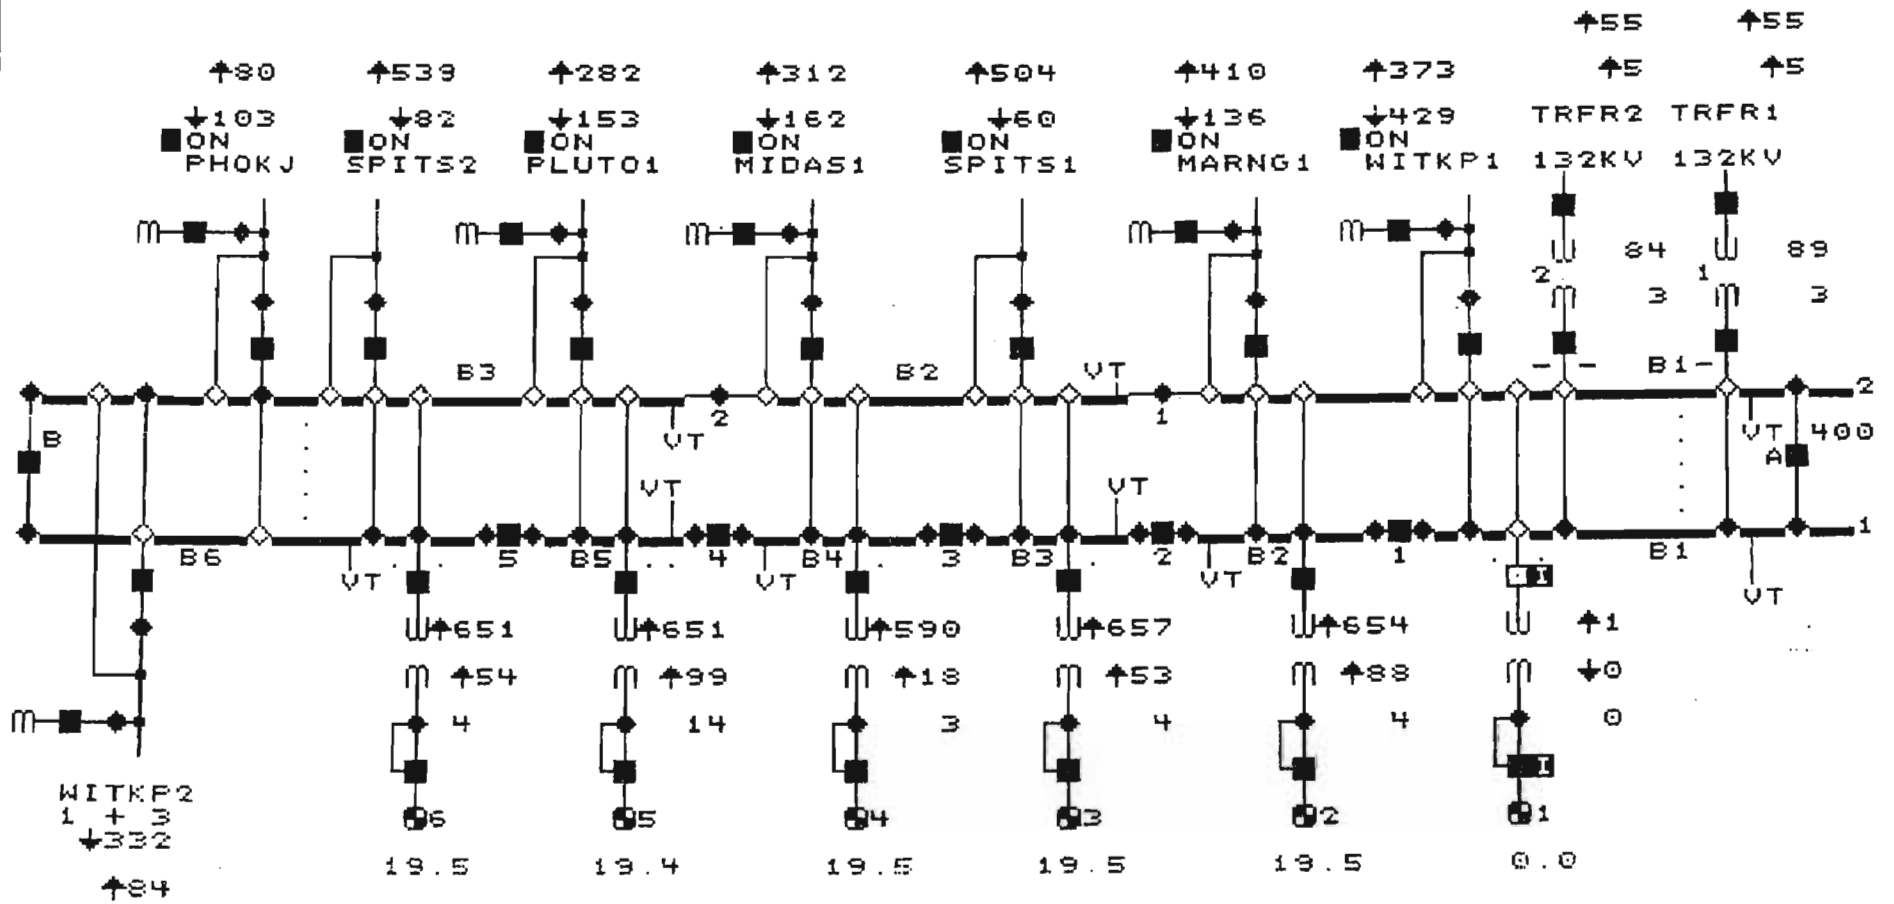 ↑55 ↑55
↑80 ↑539 ↑282 ↑312 ↑504 ↑410 ↑373 ↑5 ↑5
↓103 ↓82 ↓153 ↓162 ↓60 ↓136 ↓429 TRFR2 TRFR1
ON ON ON ON ON ON ON
PHOKJ SPITS2 PLUTO1 MIDAS1 SPITS1 MARNG1 WITKP1 132KV 132KV
84 89
2 1
3 3
B3 B2 VT B1
2 1 2
B VT VT 400
A
VT VT
1
B6 5 B5 4 B4 3 B3 2 B2 1 B1
VT VT VT VT
↑651 ↑651 ↑590 ↑657 ↑654 ↑1
↑54 ↑99 ↑18 ↑53 ↑88 ↓0
4 14 3 4 4 0
I
I
WITKP2
1 + 3 6 5 4 3 2 1
↓332
19.5 19.4 19.5 19.5 19.5 0.0
↑84